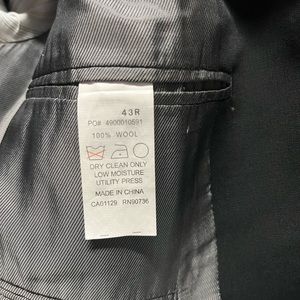 43R
PO# 4900010591
100% WOOL
DRY CLEAN ONLY
LOW MOISTURE
UTILITY PRESS
MADE IN CHINA
CA01129 RN90736